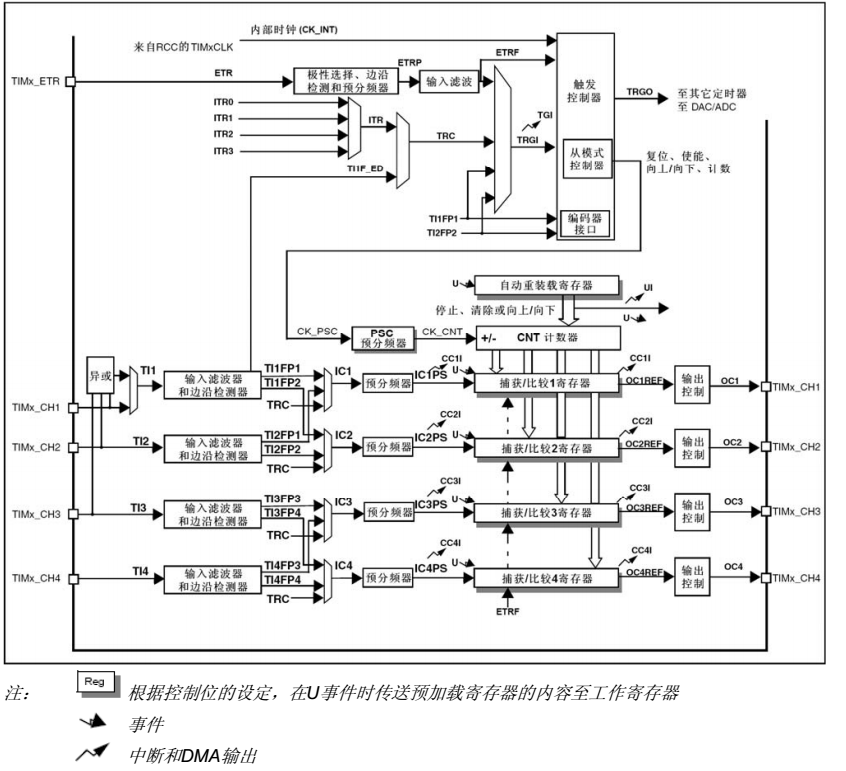 内部时钟 (CK_INT)
来自RCC的TIMxCLK
TIMx_ETR
ETR
极性选择、边沿
检测和预分频器
ETRP
输入滤波
ETRF
触发
控制器
TRGO
至其它定时器
至 DAC/ADC
ITR0
ITR1
ITR2
ITR3
ITR
TRC
TI1F_ED
TGI
TRGI
从模式
控制器
复位、使能、
向上/向下、计数
TI1FP1
TI2FP2
编码器
接口
U
自动重装载寄存器
UI
停止、清除或向上/向下
U
CK_PSC
PSC
预分频器
CK_CNT
+/-
CNT 计数器
异或
TI1
输入滤波器
和边沿检测器
TI1FP1
TI1FP2
TRC
IC1
预分频器
IC1PS
CC1I
U
捕获/比较1寄存器
CC1I
OC1REF
输出
控制
OC1
TIMx_CH1
TIMx_CH1
TIMx_CH2
TI2
输入滤波器
和边沿检测器
TI2FP1
TI2FP2
TRC
IC2
预分频器
IC2PS
CC2I
U
捕获/比较2寄存器
CC2I
OC2REF
输出
控制
OC2
TIMx_CH2
TIMx_CH3
TI3
输入滤波器
和边沿检测器
TI3FP3
TI3FP4
TRC
IC3
预分频器
IC3PS
CC3I
U
捕获/比较3寄存器
CC3I
OC3REF
输出
控制
OC3
TIMx_CH3
TIMx_CH4
TI4
输入滤波器
和边沿检测器
TI4FP3
TI4FP4
TRC
IC4
预分频器
IC4PS
CC4I
U
捕获/比较4寄存器
CC4I
OC4REF
输出
控制
OC4
TIMx_CH4
ETRF
注： Reg 根据控制位的设定，在U事件时传送预加载寄存器的内容至工作寄存器
事件
中断和DMA输出